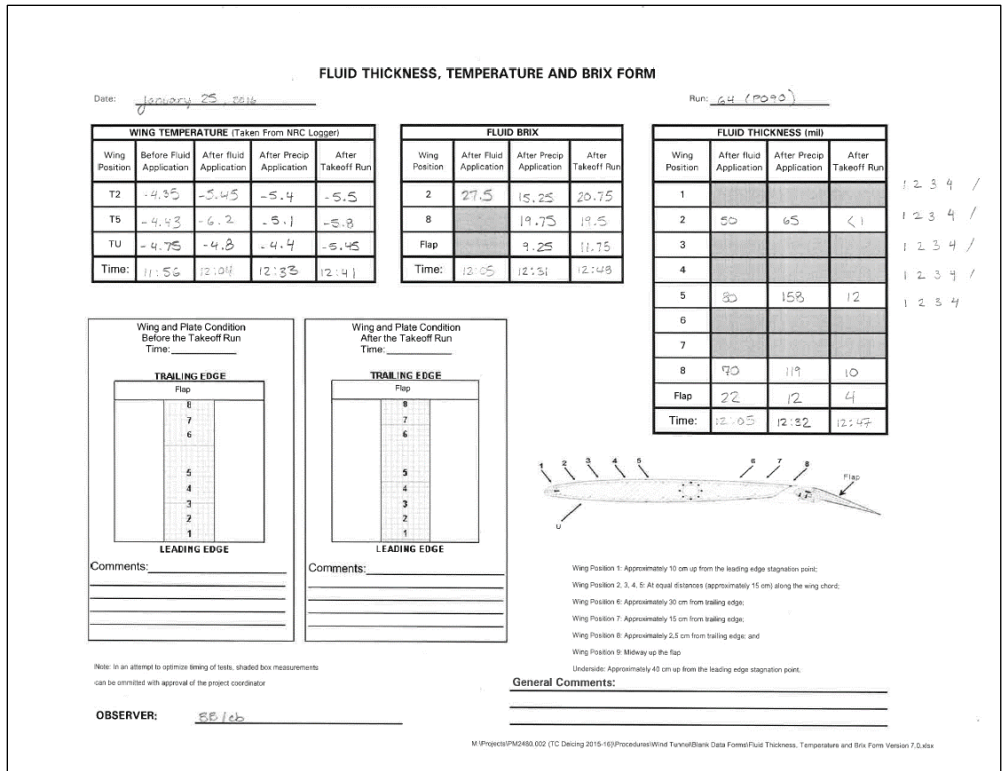 FLUID THICKNESS, TEMPERATURE AND BRIX FORM
Date: January 25, 2016
Run: 64 (P090)
WING TEMPERATURE (Taken From NRC Logger)
Wing Position Before Fluid Application After fluid Application After Precip Application After Takeoff Run
T2 -4.35 -5.45 -5.4 -5.5
T5 -4.43 -6.2 -5.1 -5.8
TU -4.75 -4.8 -4.4 -5.45
Time: 11:56 12:04 12:33 12:41
FLUID BRIX
Wing Position After Fluid Application After Precip Application After Takeoff Run
2 27.5 15.25 20.75
8 19.75 19.5
Flap 9.25 11.75
Time: 12:05 12:31 12:48
FLUID THICKNESS (mil)
Wing Position After fluid Application After Precip Application After Takeoff Run
1
2 50 65 <1
3
4
5 80 158 12
6
7
8 70 119 10
Flap 22 12 4
Time: 12:05 12:32 12:47
1 2 3 4 /
1 2 3 4 /
1 2 3 4 /
1 2 3 4 /
1 2 3 4
Wing and Plate Condition
Before the Takeoff Run
Time:
TRAILING EDGE
Flap
8
7
6
5
4
3
2
1
LEADING EDGE
Comments:
Wing and Plate Condition
After the Takeoff Run
Time:
TRAILING EDGE
Flap
8
7
6
5
4
3
2
1
LEADING EDGE
Comments:
1 2 3 4 5 6 7 8
Flap
U
Wing Position 1: Approximately 10 cm up from the leading edge stagnation point;
Wing Position 2, 3, 4, 5: At equal distances (approximately 15 cm) along the wing chord;
Wing Position 6: Approximately 30 cm from trailing edge;
Wing Position 7: Approximately 15 cm from trailing edge;
Wing Position 8: Approximately 2.5 cm from trailing edge; and
Wing Position 9: Midway up the flap
Underside: Approximately 40 cm up from the leading edge stagnation point.
Note: In an attempt to optimize timing of tests, shaded box measurements
can be ommitted with approval of the project coordinator
General Comments:
OBSERVER: BB/cb
M:\Projects\PM2480.002 (TC Deicing 2015-16)\Procedures\Wind Tunnel\Blank Data Forms\Fluid Thickness, Temperature and Brix Form Version 7.0.xlsx